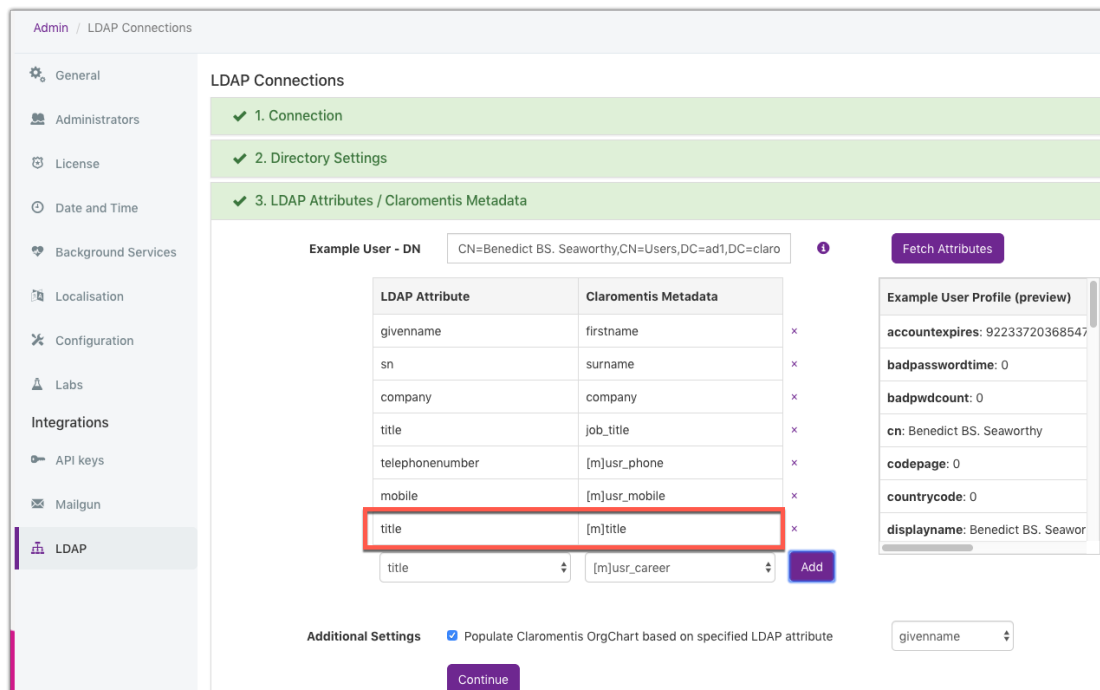 Admin / LDAP Connections
General
Administrators
License
Date and Time
Background Services
Localisation
Configuration
Labs
Integrations
API keys
Mailgun
LDAP
LDAP Connections
1. Connection
2. Directory Settings
3. LDAP Attributes / Claromentis Metadata
Example User - DN CN=Benedict BS. Seaworthy,CN=Users,DC=ad1,DC=claro Fetch Attributes
LDAP Attribute Claromentis Metadata
givenname firstname ×
sn surname ×
company company ×
title job_title ×
telephonenumber [m]usr_phone ×
mobile [m]usr_mobile ×
title [m]title ×
title [m]usr_career Add
Example User Profile (preview)
accountexpires: 92233720368547
badpasswordtime: 0
badpwdcount: 0
cn: Benedict BS. Seaworthy
codepage: 0
countrycode: 0
displayname: Benedict BS. Seawor
Additional Settings Populate Claromentis OrgChart based on specified LDAP attribute givenname
Continue